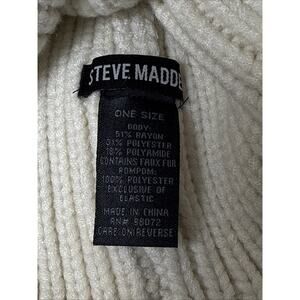 STEVE MADDE
ONE SIZE
BODY:
51% RAYON
31% POLYESTER
18% POLYAMIDE
CONTAINS FAUX FUR
POMPOM:
100% POLYESTER
EXCLUSIVE OF
ELASTIC
MADE IN CHINA
RN# 98072
CARE ON REVERSE